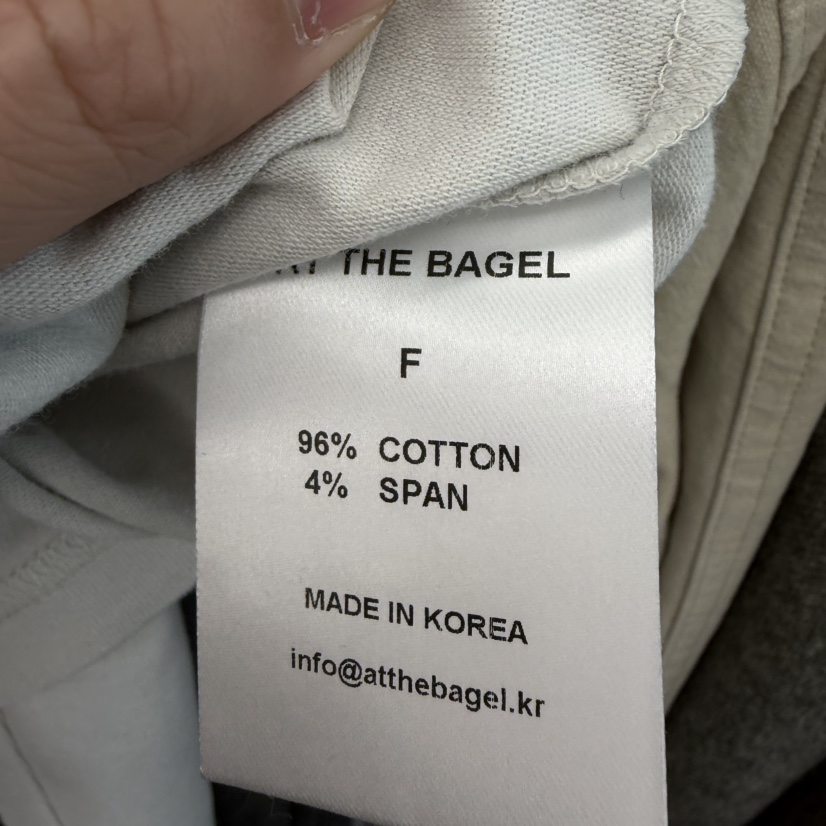 THE BAGEL
F
96% COTTON
4% SPAN
MADE IN KOREA
info@atthebagel.kr